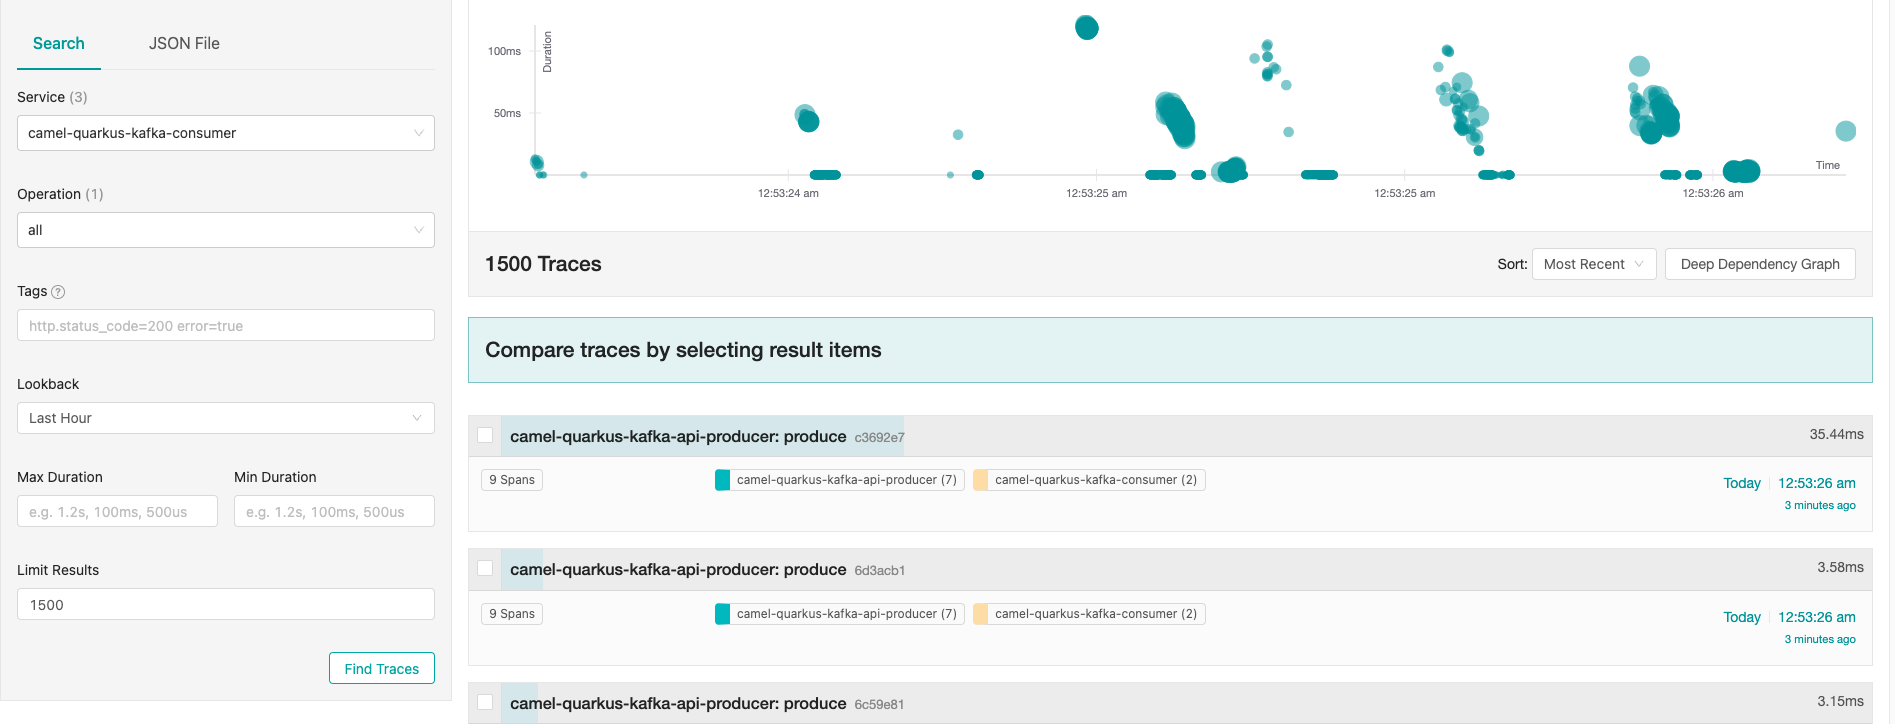 Search JSON File
Service (3)
camel-quarkus-kafka-consumer
Operation (1)
all
Tags ?
http.status_code=200 error=true
Lookback
Last Hour
Max Duration Min Duration
e.g. 1.2s, 100ms, 500us e.g. 1.2s, 100ms, 500us
Limit Results
1500
Find Traces
Duration
100ms
50ms
Time
12:53:24 am 12:53:25 am 12:53:25 am 12:53:26 am
1500 Traces Sort: Most Recent Deep Dependency Graph
Compare traces by selecting result items
camel-quarkus-kafka-api-producer: produce c3692e7 35.44ms
9 Spans camel-quarkus-kafka-api-producer (7) camel-quarkus-kafka-consumer (2) Today 12:53:26 am
3 minutes ago
camel-quarkus-kafka-api-producer: produce 6d3acb1 3.58ms
9 Spans camel-quarkus-kafka-api-producer (7) camel-quarkus-kafka-consumer (2) Today 12:53:26 am
3 minutes ago
camel-quarkus-kafka-api-producer: produce 6c59e81 3.15ms